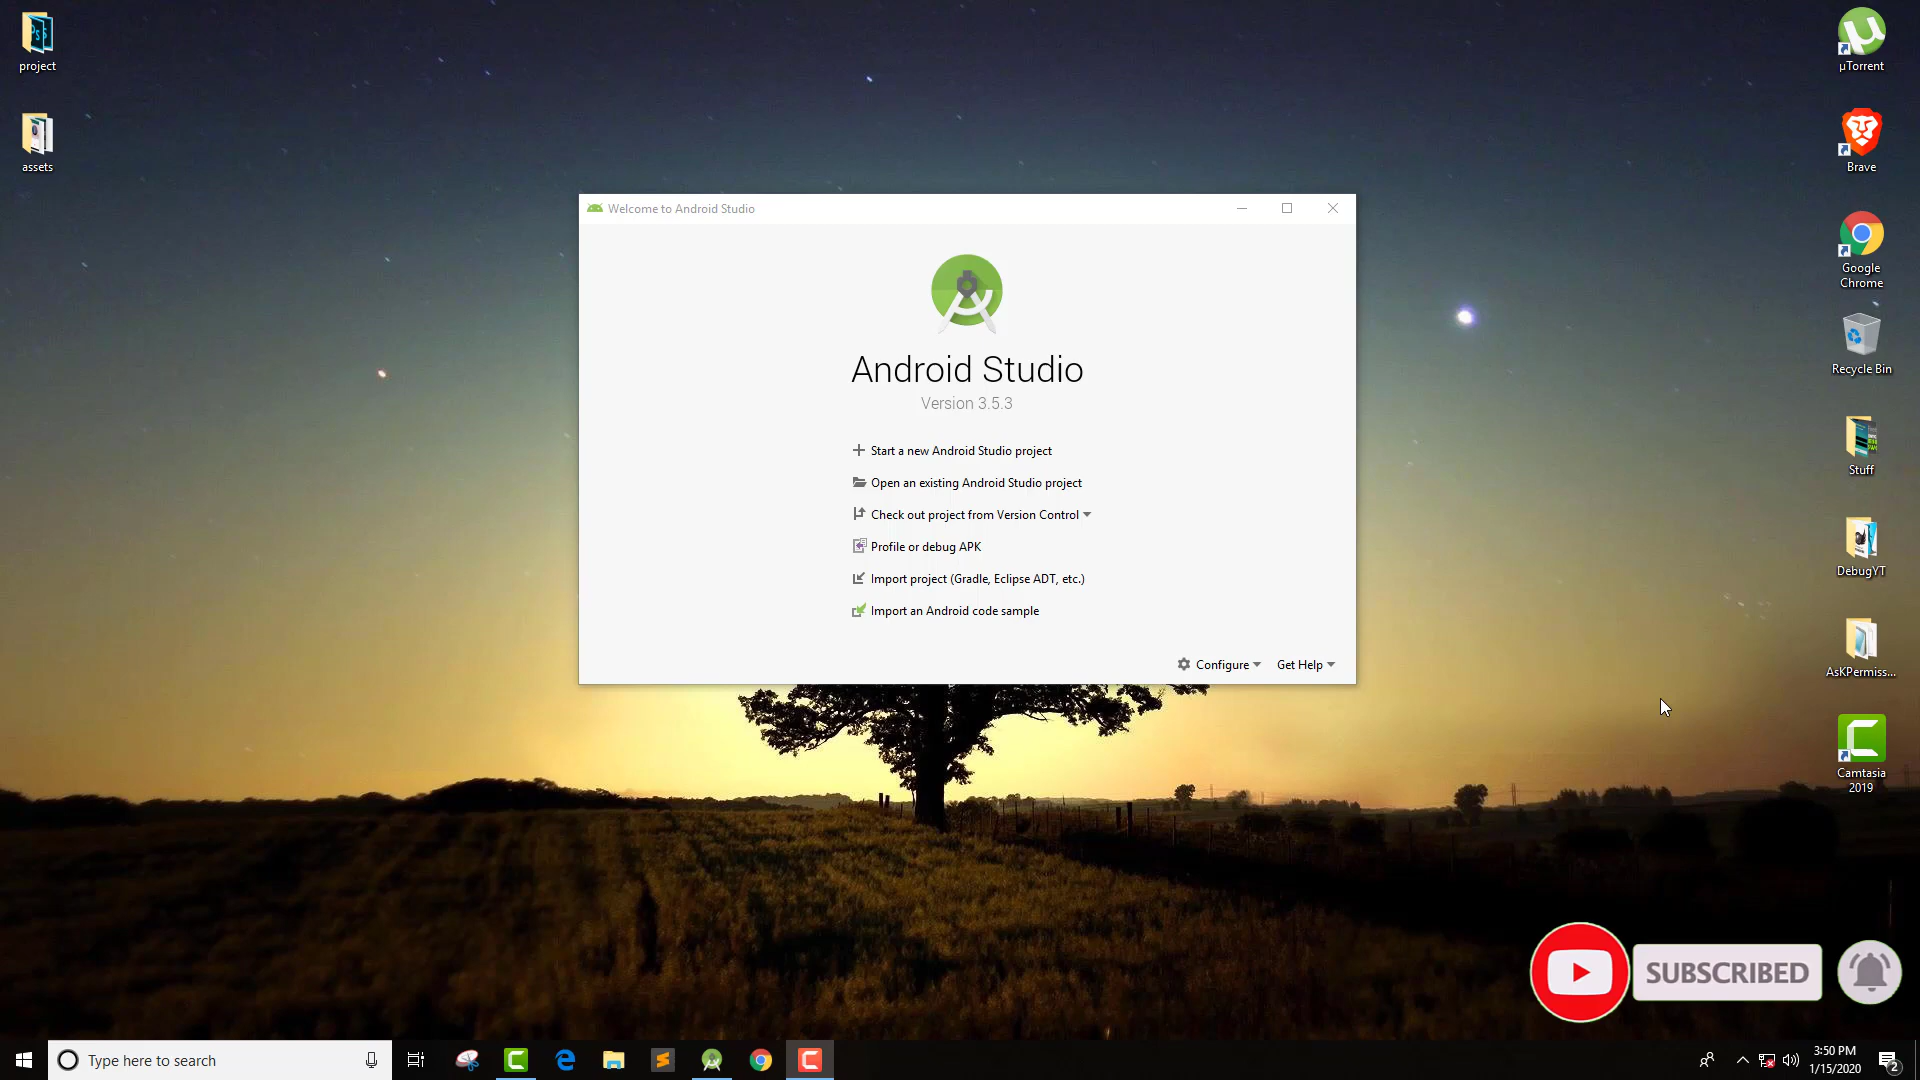 project
assets
Welcome to Android Studio
Android Studio
Version 3.5.3
Start a new Android Studio project
Open an existing Android Studio project
Check out project from Version Control
Profile or debug APK
Import project (Gradle, Eclipse ADT, etc.)
Import an Android code sample
Configure
Get Help
µTorrent
Brave
Google
Chrome
Recycle Bin
Stuff
DebugYT
AsKPermiss...
Camtasia
2019
SUBSCRIBED
Type here to search
3:50 PM
1/15/2020
2